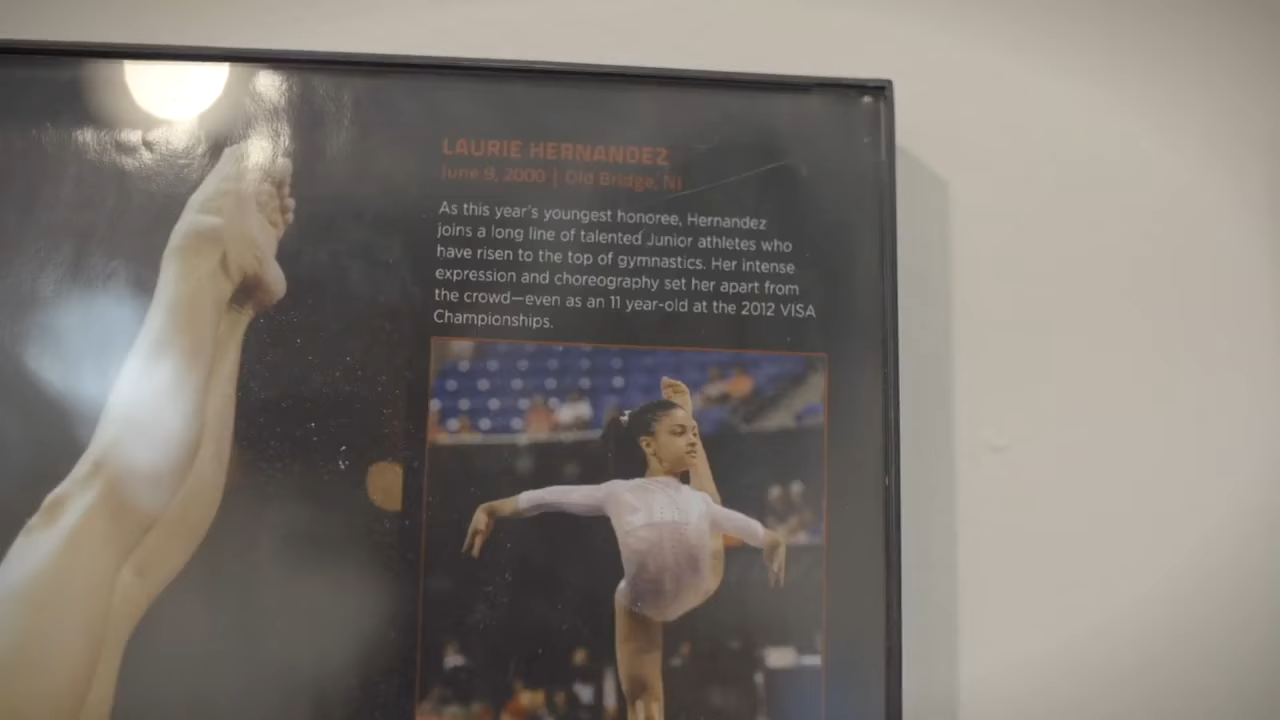 LAURIE HERNANDEZ
June 9, 2000 | Old Bridge, NJ
As this year's youngest honoree, Hernandez
joins a long line of talented Junior athletes who
have risen to the top of gymnastics. Her intense
expression and choreography set her apart from
the crowd—even as an 11 year-old at the 2012 VISA
Championships.